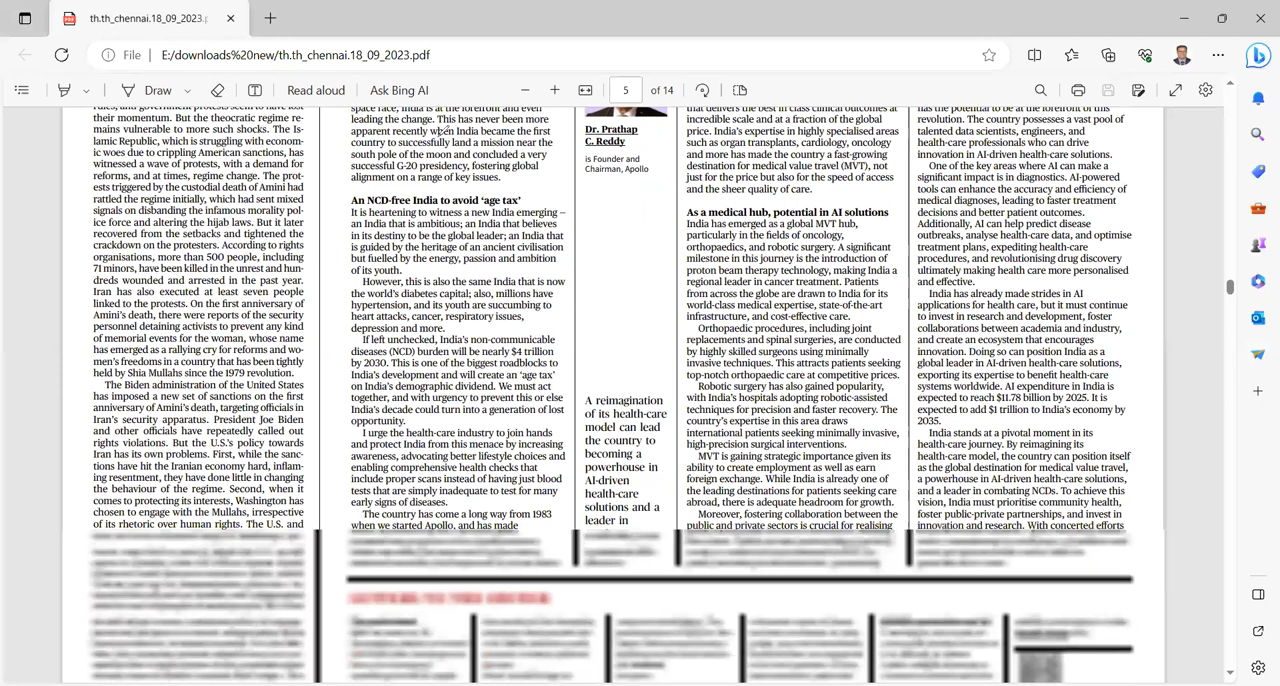 th.th_chennai.18_09_2023.p
File
E:/downloads%20new/th.th_chennai.18_09_2023.pdf
Draw
Read aloud
Ask Bing AI
5
of 14
their momentum. But the theocratic regime re-
mains vulnerable to more such shocks. The Is-
lamic Republic, which is struggling with econom-
ic woes due to crippling American sanctions, has
witnessed a wave of protests, with a demand for
reforms, and at times, regime change. The prot-
ests triggered by the custodial death of Amini had
rattled the regime initially, which had sent mixed
signals on disbanding the infamous morality pol-
ice force and altering the hijab laws. But it later
recovered from the setbacks and tightened the
crackdown on the protesters. According to rights
organisations, more than 500 people, including
71 minors, have been killed in the unrest and hun-
dreds wounded and arrested in the past year.
Iran has also executed at least seven people
linked to the protests. On the first anniversary of
Amini's death, there were reports of the security
personnel detaining activists to prevent any kind
of memorial events for the woman, whose name
has emerged as a rallying cry for reforms and wo-
men's freedoms in a country that has been tightly
held by Shia Mullahs since the 1979 revolution.
The Biden administration of the United States
has imposed a new set of sanctions on the first
anniversary of Amini's death, targeting officials in
Iran's security apparatus. President Joe Biden
and other officials have repeatedly called out
rights violations. But the U.S.'s policy towards
Iran has its own problems. First, while the sanc-
tions have hit the Iranian economy hard, inflam-
ing resentment, they have done little in changing
the behaviour of the regime. Second, when it
comes to protecting its interests, Washington has
chosen to engage with the Mullahs, irrespective
of its rhetoric over human rights. The U.S. and
space race, India is at the forefront and even
leading the change. This has never been more
apparent recently when India became the first
country to successfully land a mission near the
south pole of the moon and concluded a very
successful G-20 presidency, fostering global
alignment on a range of key issues.
An NCD-free India to avoid 'age tax'
It is heartening to witness a new India emerging –
an India that is ambitious; an India that believes
in its destiny to be the global leader; an India that
is guided by the heritage of an ancient civilisation
but fuelled by the energy, passion and ambition
of its youth.
However, this is also the same India that is now
the world's diabetes capital; also, millions have
hypertension, and its youth are succumbing to
heart attacks, cancer, respiratory issues,
depression and more.
If left unchecked, India's non-communicable
diseases (NCD) burden will be nearly $4 trillion
by 2030. This is one of the biggest roadblocks to
India's development and will create an 'age tax'
on India's demographic dividend. We must act
together, and with urgency to prevent this or else
India's decade could turn into a generation of lost
opportunity.
I urge the health-care industry to join hands
and protect India from this menace by increasing
awareness, advocating better lifestyle choices and
enabling comprehensive health checks that
include proper scans instead of having just blood
tests that are simply inadequate to test for many
early signs of diseases.
The country has come a long way from 1983
when we started Apollo, and has made
Dr. Prathap
C. Reddy
is Founder and
Chairman, Apollo
A reimagination
of its health-care
model can lead
the country to
becoming a
powerhouse in
AI-driven
health-care
solutions and a
leader in
that delivers the best in class clinical outcomes at
incredible scale and at a fraction of the global
price. India's expertise in highly specialised areas
such as organ transplants, cardiology, oncology
and more has made the country a fast-growing
destination for medical value travel (MVT), not
just for the price but also for the speed of access
and the sheer quality of care.
As a medical hub, potential in AI solutions
India has emerged as a global MVT hub,
particularly in the fields of oncology,
orthopaedics, and robotic surgery. A significant
milestone in this journey is the introduction of
proton beam therapy technology, making India a
regional leader in cancer treatment. Patients
from across the globe are drawn to India for its
world-class medical expertise, state-of-the-art
infrastructure, and cost-effective care.
Orthopaedic procedures, including joint
replacements and spinal surgeries, are conducted
by highly skilled surgeons using minimally
invasive techniques. This attracts patients seeking
top-notch orthopaedic care at competitive prices.
Robotic surgery has also gained popularity,
with India's hospitals adopting robotic-assisted
techniques for precision and faster recovery. The
country's expertise in this area draws
international patients seeking minimally invasive,
high-precision surgical interventions.
MVT is gaining strategic importance given its
ability to create employment as well as earn
foreign exchange. While India is already one of
the leading destinations for patients seeking care
abroad, there is adequate headroom for growth.
Moreover, fostering collaboration between the
public and private sectors is crucial for realising
has the potential to be at the forefront of this
revolution. The country possesses a vast pool of
talented data scientists, engineers, and
health-care professionals who can drive
innovation in AI-driven health-care solutions.
One of the key areas where AI can make a
significant impact is in diagnostics. AI-powered
tools can enhance the accuracy and efficiency of
medical diagnoses, leading to faster treatment
decisions and better patient outcomes.
Additionally, AI can help predict disease
outbreaks, analyse health-care data, and optimise
treatment plans, expediting health-care
procedures, and revolutionising drug discovery
ultimately making health care more personalised
and effective.
India has already made strides in AI
applications for health care, but it must continue
to invest in research and development, foster
collaborations between academia and industry,
and create an ecosystem that encourages
innovation. Doing so can position India as a
global leader in AI-driven health-care solutions,
exporting its expertise to benefit health-care
systems worldwide. AI expenditure in India is
expected to reach $11.78 billion by 2025. It is
expected to add $1 trillion to India's economy by
2035.
India stands at a pivotal moment in its
health-care journey. By reimagining its
health-care model, the country can position itself
as the global destination for medical value travel,
a powerhouse in AI-driven health-care solutions,
and a leader in combating NCDs. To achieve this
vision, India must prioritise community health,
foster public-private partnerships, and invest in
innovation and research. With concerted efforts